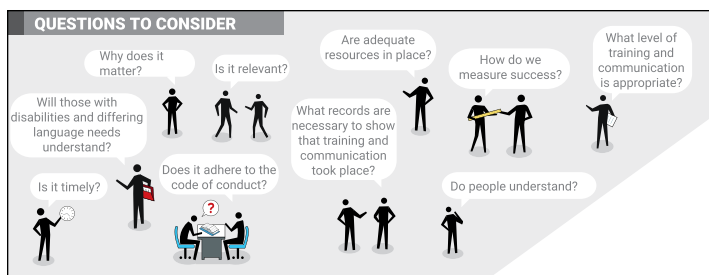 QUESTIONS TO CONSIDER
Why does it
matter?
Is it relevant?
Are adequate
resources in place?
How do we
measure success?
What level of
training and
communication
is appropriate?
Will those with
disabilities and differing
language needs
understand?
What records are
necessary to show
that training and
communication
took place?
Is it timely?
Does it adhere to the
code of conduct?
?
Do people understand?